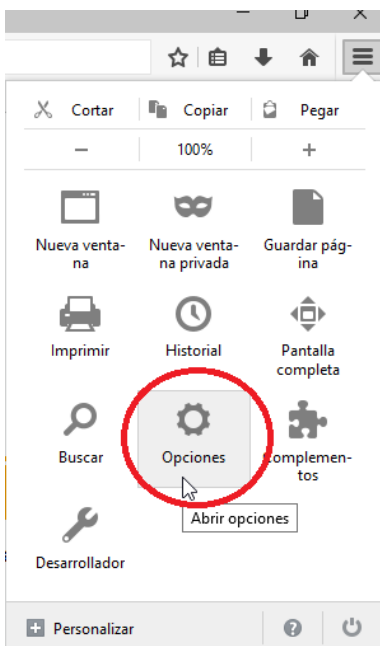 Cortar Copiar Pegar
− 100% +
Nueva venta- Nueva venta- Guardar pág-
na na privada ina
Imprimir Historial Pantalla
completa
Buscar Opciones Complemen-
tos
Abrir opciones
Desarrollador
Personalizar